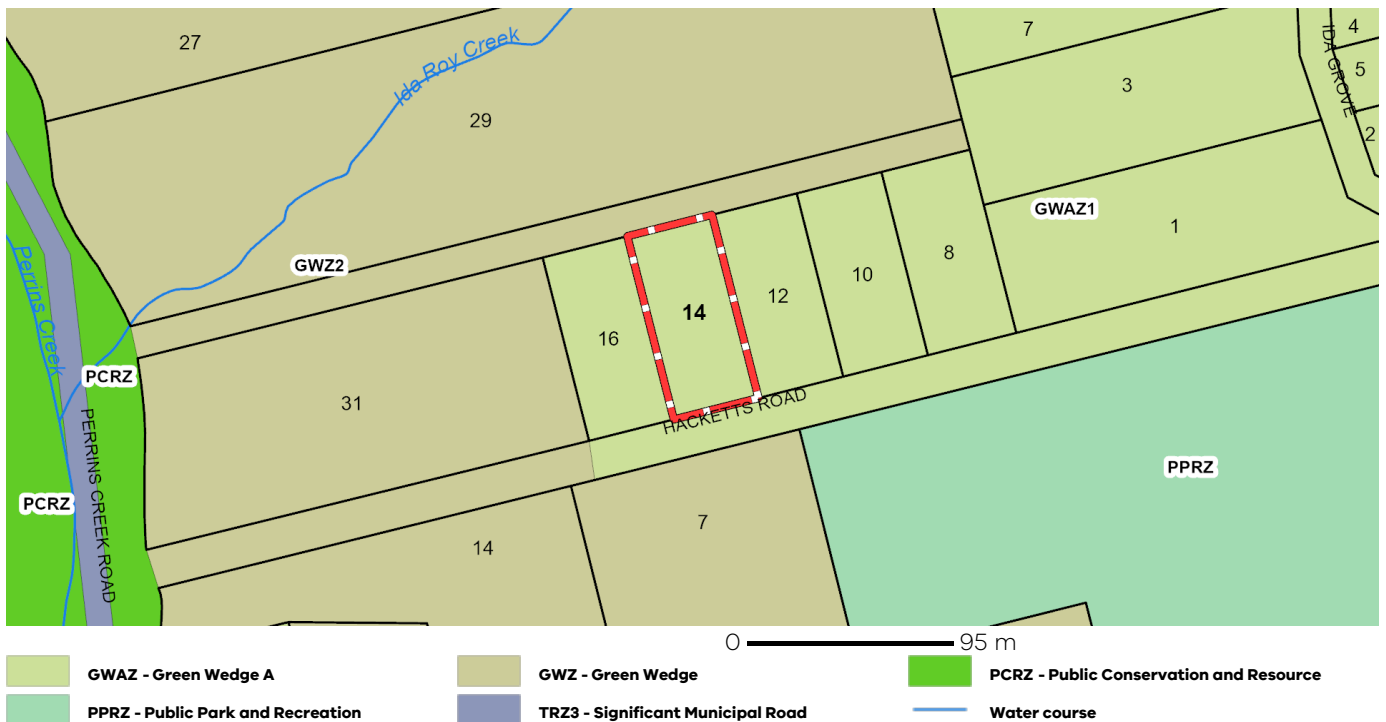 27
7
4
IDA GROVE
5
3
2
Ida Roy Creek
29
GWAZ1
1
8
10
12
14
16
GWZ2
Perrins Creek
PCRZ
31
HACKETTS ROAD
PERRINS CREEK ROAD
PPRZ
PCRZ
7
14
0 95 m
GWAZ - Green Wedge A
GWZ - Green Wedge
PCRZ - Public Conservation and Resource
PPRZ - Public Park and Recreation
TRZ3 - Significant Municipal Road
Water course